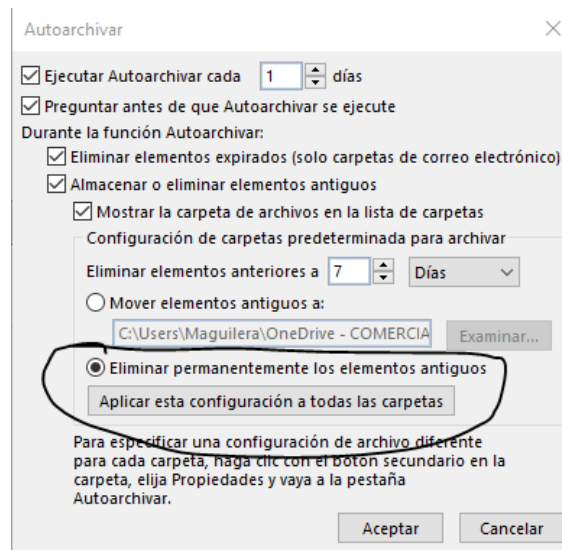 Autoarchivar
Ejecutar Autoarchivar cada 1 días
Preguntar antes de que Autoarchivar se ejecute
Durante la función Autoarchivar:
Eliminar elementos expirados (solo carpetas de correo electrónico)
Almacenar o eliminar elementos antiguos
Mostrar la carpeta de archivos en la lista de carpetas
Configuración de carpetas predeterminada para archivar
Eliminar elementos anteriores a 7 Días
Mover elementos antiguos a:
C:\Users\Maguilera\OneDrive - COMERCIA Examinar...
Eliminar permanentemente los elementos antiguos
Aplicar esta configuración a todas las carpetas
Para especificar una configuración de archivo diferente
para cada carpeta, haga clic con el botón secundario en la
carpeta, elija Propiedades y vaya a la pestaña
Autoarchivar.
Aceptar Cancelar